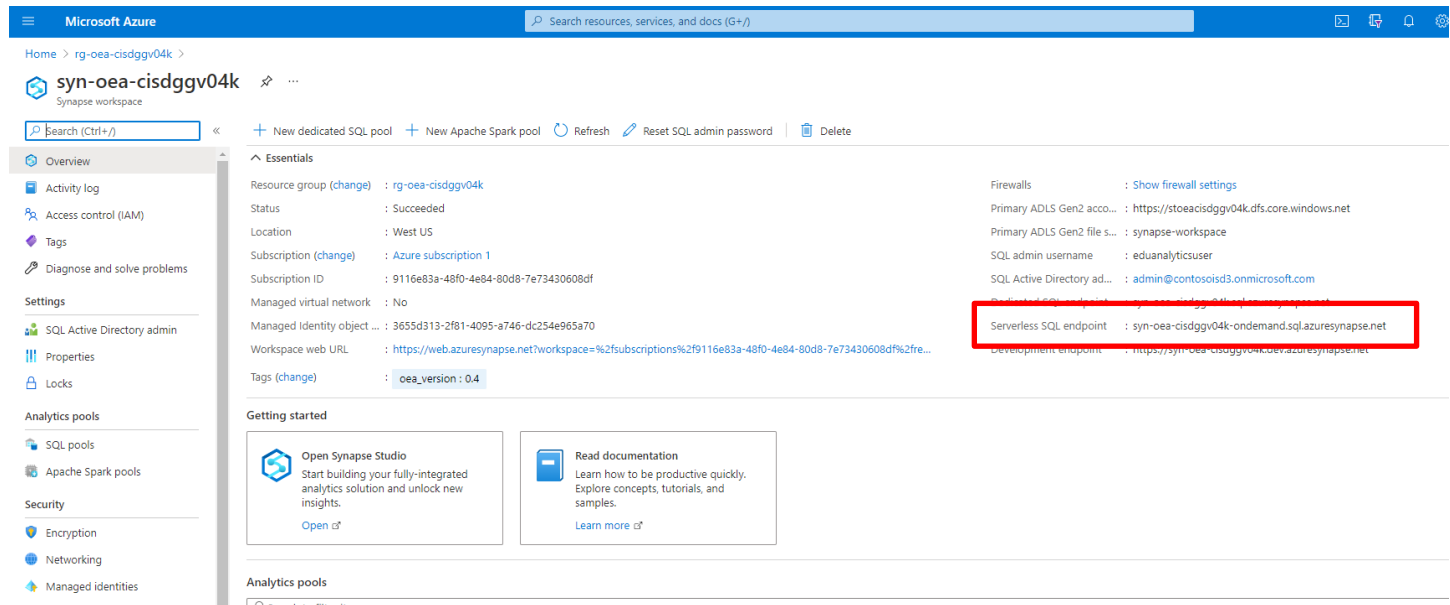 Microsoft Azure
Search resources, services, and docs (G+/)
Home > rg-oea-cisdggv04k >
syn-oea-cisdggv04k ...
Synapse workspace
Search (Ctrl+/) «
Overview
Activity log
Access control (IAM)
Tags
Diagnose and solve problems
Settings
SQL Active Directory admin
Properties
Locks
Analytics pools
SQL pools
Apache Spark pools
Security
Encryption
Networking
Managed identities
+ New dedicated SQL pool + New Apache Spark pool Refresh Reset SQL admin password Delete
Essentials
Resource group (change) : rg-oea-cisdggv04k
Status : Succeeded
Location : West US
Subscription (change) : Azure subscription 1
Subscription ID : 9116e83a-48f0-4e84-80d8-7e73430608df
Managed virtual network : No
Managed Identity object ... : 3655d313-2f81-4095-a746-dc254e965a70
Workspace web URL : https://web.azuresynapse.net?workspace=%2fsubscriptions%2f9116e83a-48f0-4e84-80d8-7e73430608df%2fre...
Tags (change) : oea_version : 0.4
Firewalls : Show firewall settings
Primary ADLS Gen2 acco... : https://stoeacisdggv04k.dfs.core.windows.net
Primary ADLS Gen2 file s... : synapse-workspace
SQL admin username : eduanalyticsuser
SQL Active Directory ad... : admin@contosoisd3.onmicrosoft.com
Dedicated SQL endpoint : syn-oea-cisdggv04k.sql.azuresynapse.net
Serverless SQL endpoint : syn-oea-cisdggv04k-ondemand.sql.azuresynapse.net
Development endpoint : https://syn-oea-cisdggv04k.dev.azuresynapse.net
Getting started
Open Synapse Studio
Start building your fully-integrated
analytics solution and unlock new
insights.
Open
Read documentation
Learn how to be productive quickly.
Explore concepts, tutorials, and
samples.
Learn more
Analytics pools